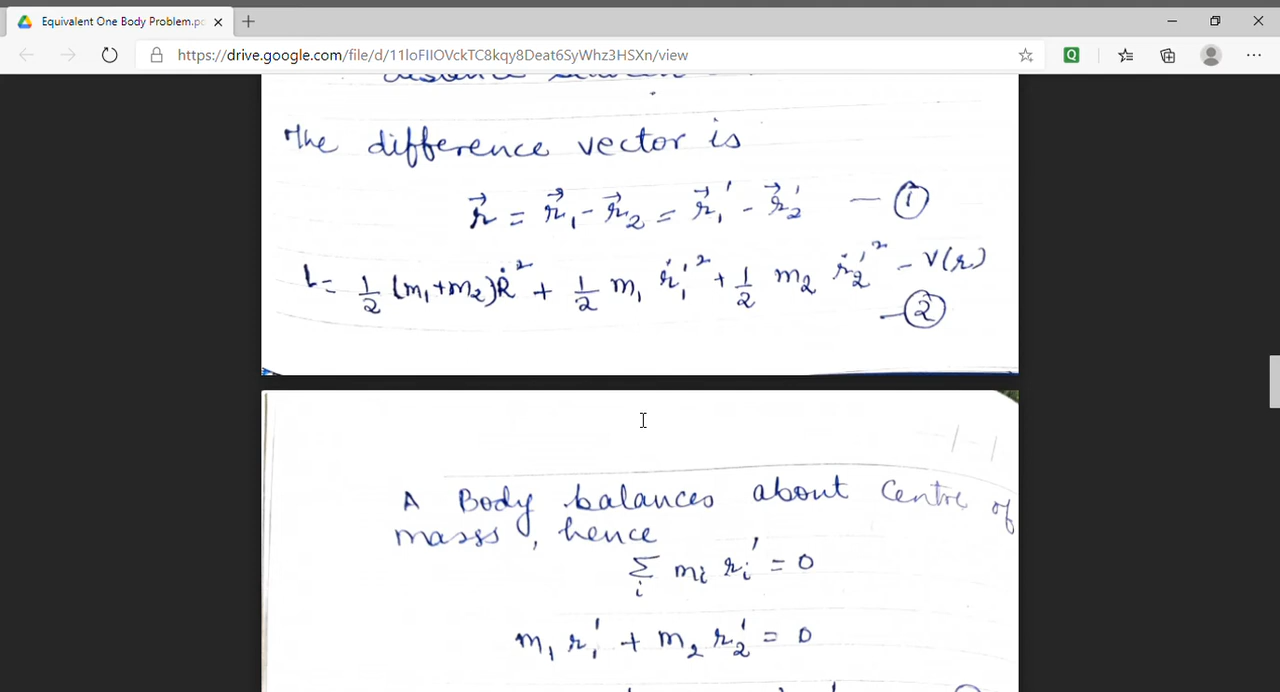 Equivalent One Body Problem.pd
https://drive.google.com/file/d/11loFIIOVckTC8kqy8Deat6SyWhz3HSXn/view
The difference vector is
r⃗ = r⃗₁ - r⃗₂ = r⃗₁' - r⃗₂' — ①
L = 1/2 (m₁+m₂)Ṙ² + 1/2 m₁ ṙ₁'² + 1/2 m₂ ṙ₂'² - V(r)
— ②
A Body balances about Centre of
masss, hence
Σᵢ mᵢ rᵢ' = 0
m₁ r₁' + m₂ r₂' = 0